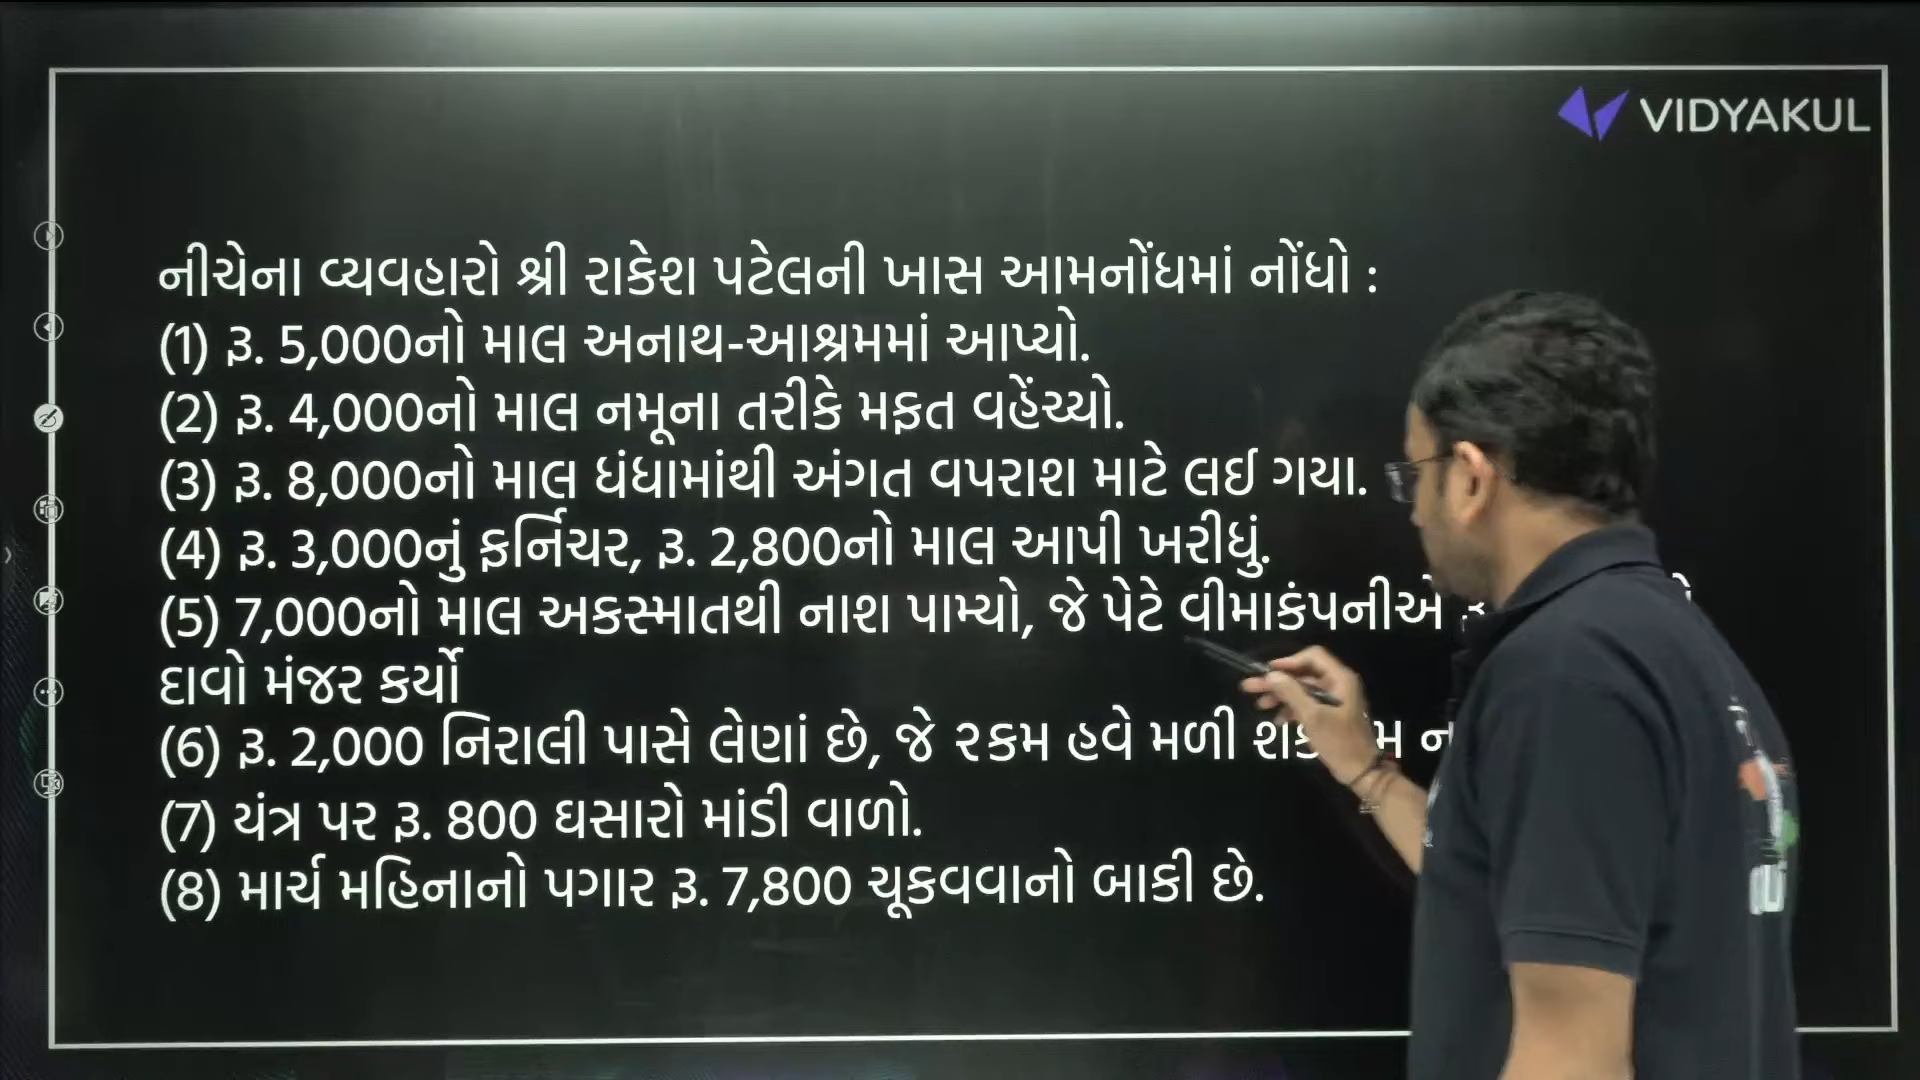 VIDYAKUL
નીચેના વ્યવહારો શ્રી રાકેશ પટેલની ખાસ આમનોંધમાં નોંધો :
(1) રૂ. 5,000નો માલ અનાથ-આશ્રમમાં આપ્યો.
(2) રૂ. 4,000નો માલ નમૂના તરીકે મફત વહેંચ્યો.
(3) રૂ. 8,000નો માલ ધંધામાંથી અંગત વપરાશ માટે લઈ ગયા.
(4) રૂ. 3,000નું ફર્નિચર, રૂ. 2,800નો માલ આપી ખરીધું.
(5) 7,000નો માલ અકસ્માતથી નાશ પામ્યો, જે પેટે વીમાકંપનીએ
દાવો મંજર કર્યો
(6) રૂ. 2,000 નિરાલી પાસે લેણાં છે, જે રકમ હવે મળી
(7) યંત્ર પર રૂ. 800 ઘસારો માંડી વાળો.
(8) માર્ચ મહિનાનો પગાર રૂ. 7,800 ચૂકવવાનો બાકી છે.